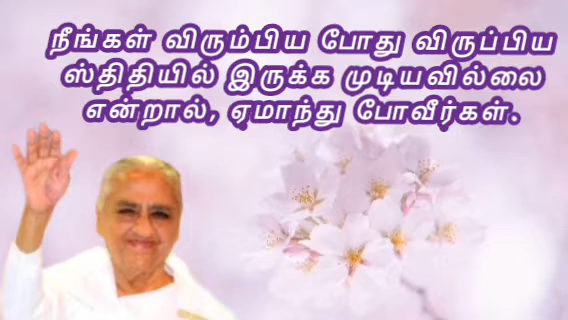 நீங்கள் விரும்பிய போது விருப்பிய
ஸ்திதியில் இருக்க முடியவில்லை
என்றால், ஏமாந்து போவீர்கள்.